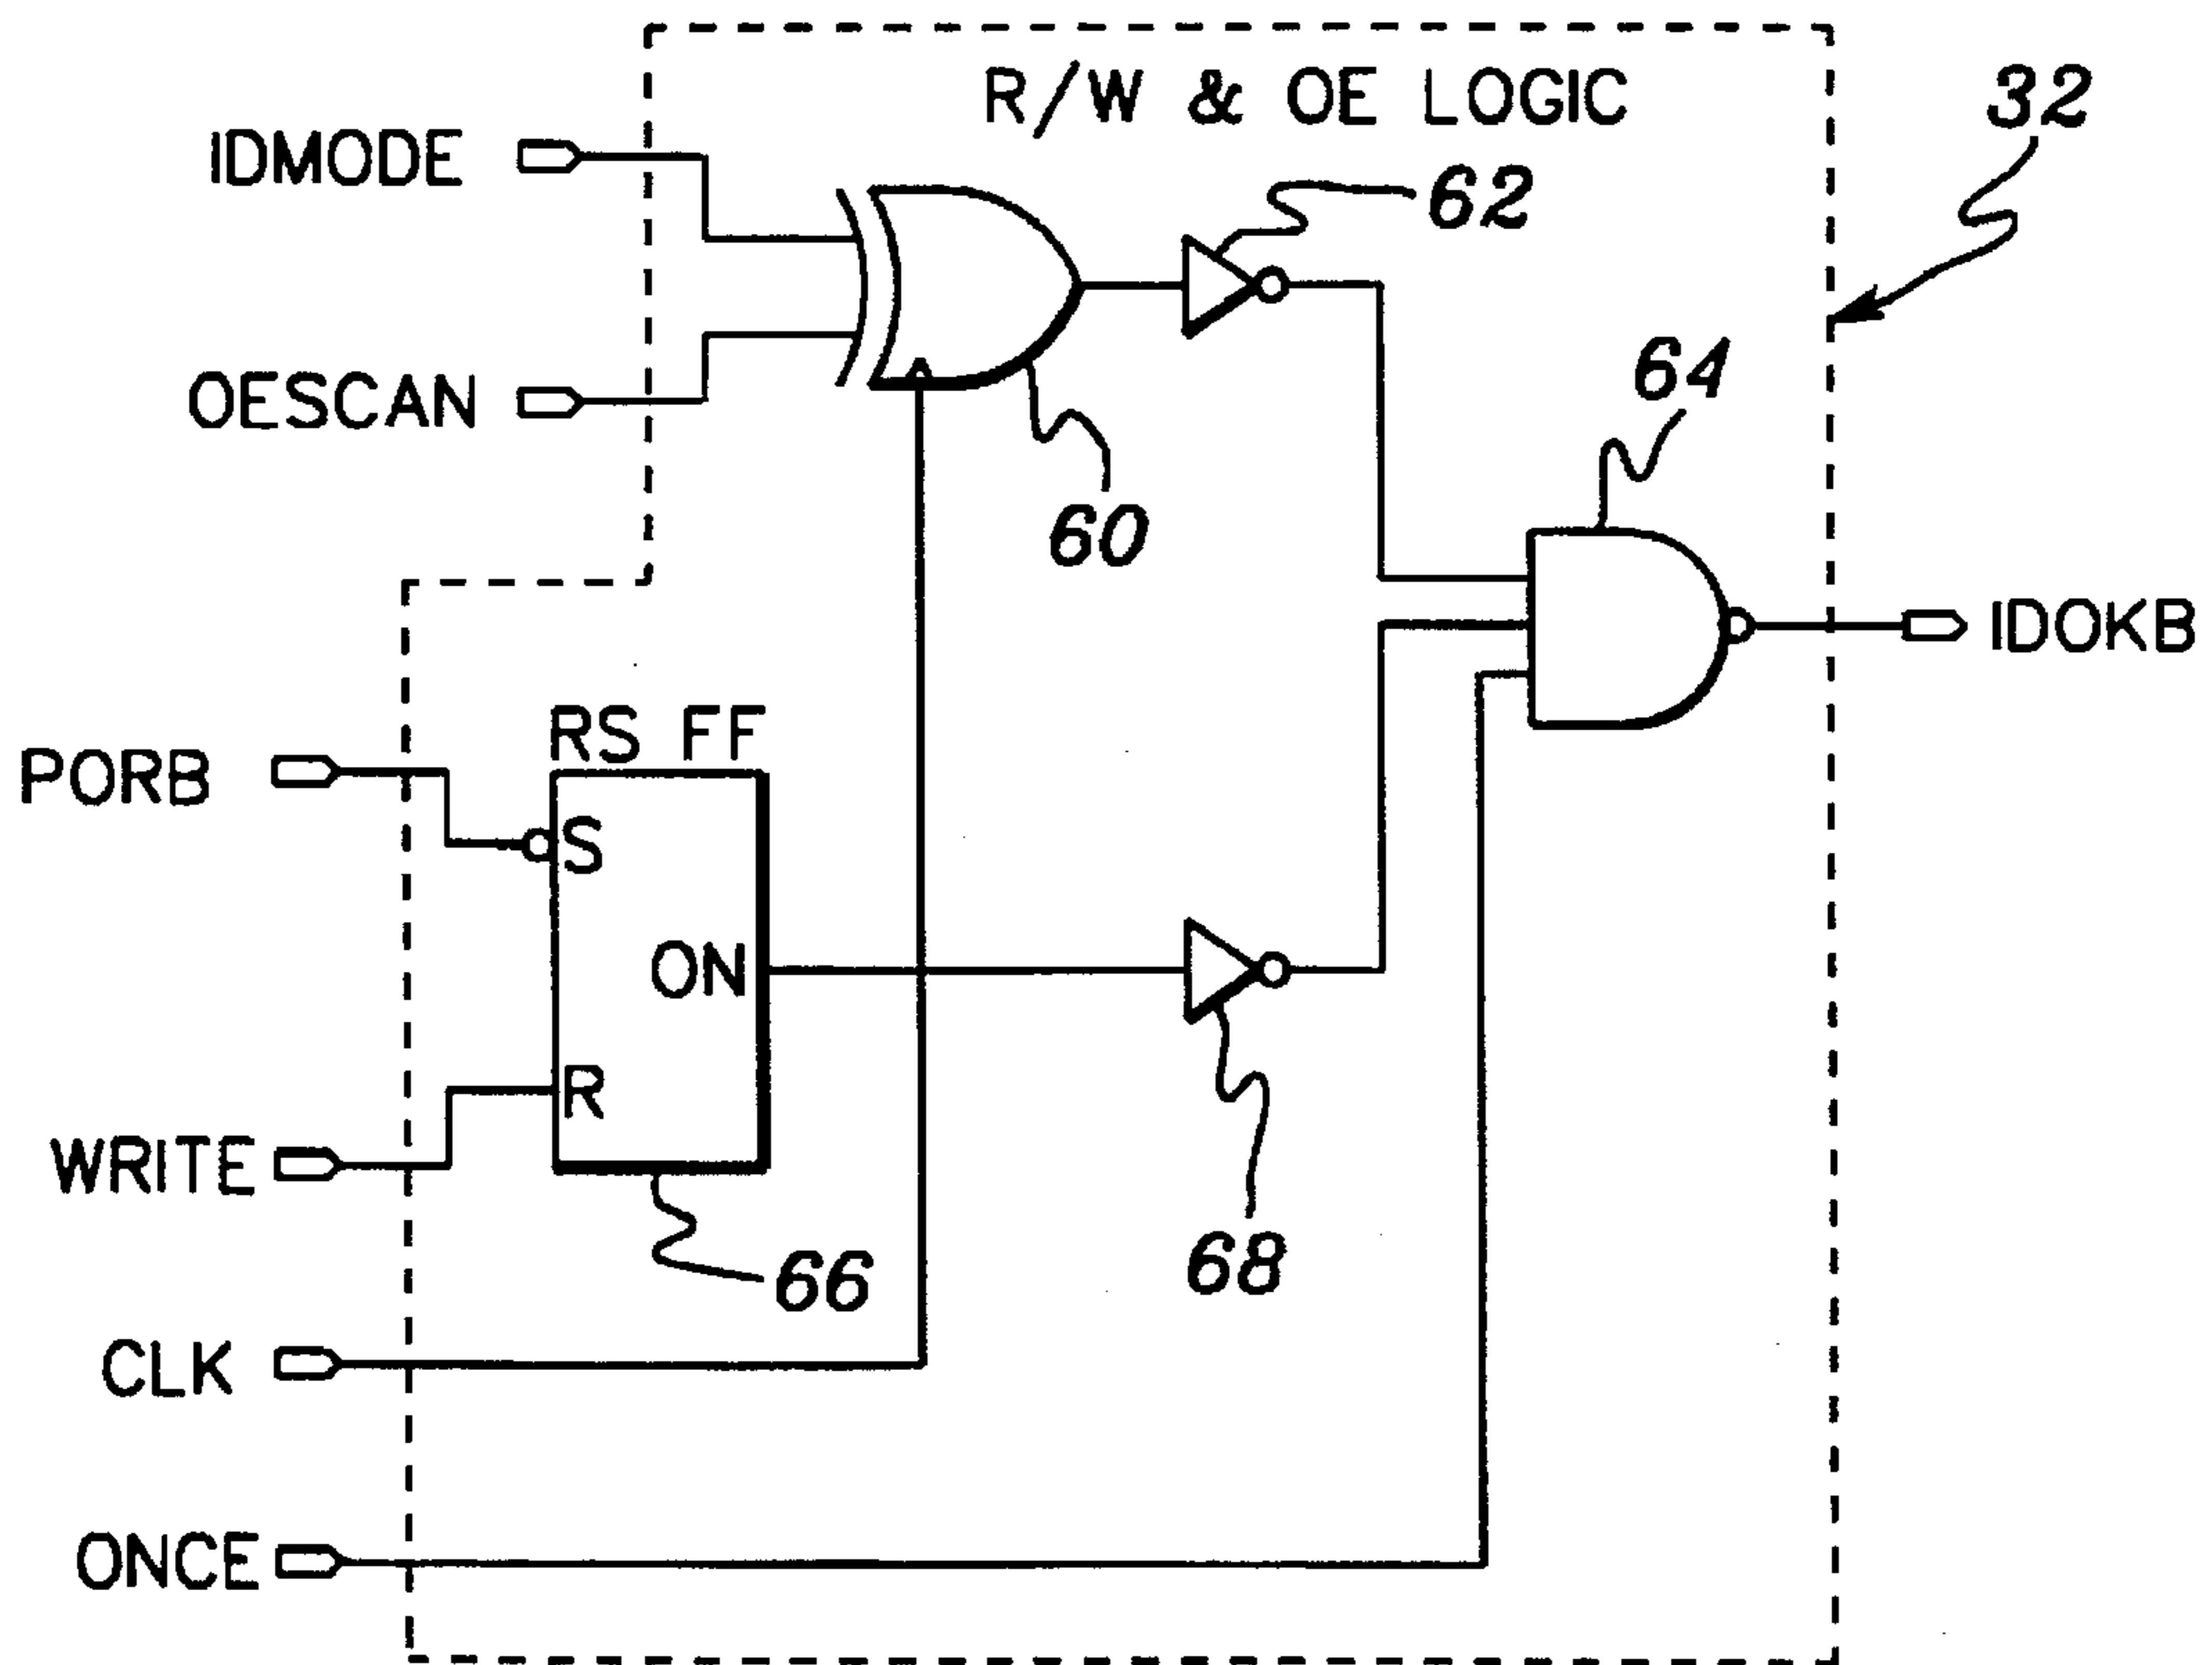 R/W & OE LOGIC
32
IDMODE
62
OESCAN
64
60
IDOKB
RS FF
PORB
S
ON
R
WRITE
68
66
CLK
ONCE